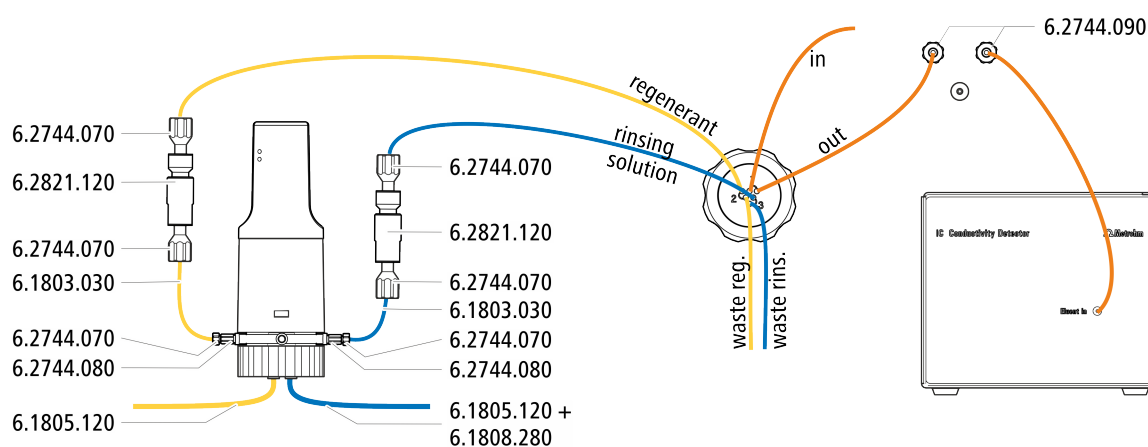 6.2744.090
in
regenerant
6.2744.070
rinsing
solution
out
6.2744.070
6.2821.120
1
2
3
6.2821.120
IC Conductivity Detector
Metrohm
6.2744.070
6.2744.070
6.1803.030
6.1803.030
waste reg.
waste rins.
Eluent in
6.2744.070
6.2744.070
6.2744.080
6.2744.080
6.1805.120
6.1805.120 +
6.1808.280